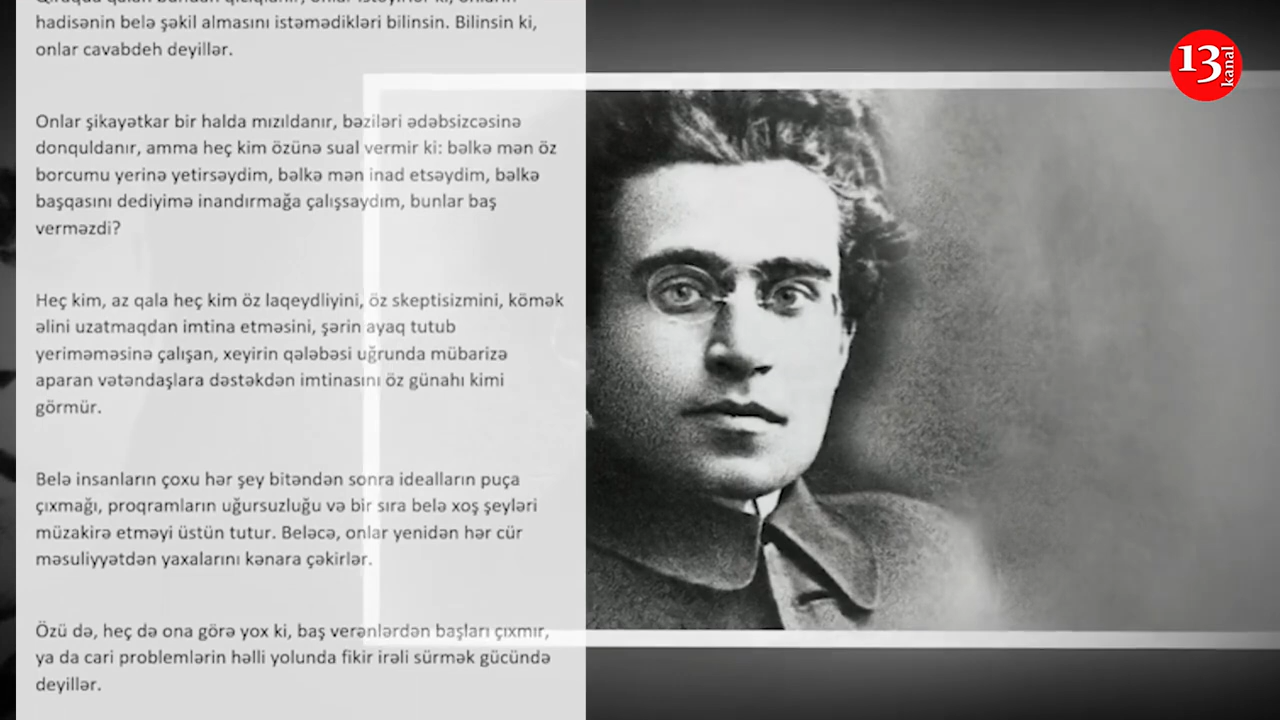 hadisənin belə şəkil almasını istəmədikləri bilinsin. Bilinsin ki,
onlar cavabdeh deyillər.
Onlar şikayətkar bir halda mızıldanır, bəziləri ədəbsizcəsinə
donquldanır, amma heç kim özünə sual vermir ki: bəlkə mən öz
borcumu yerinə yetirsəydim, bəlkə mən inad etsəydim, bəlkə
başqasını dediyimə inandırmağa çalışsaydım, bunlar baş
verməzdi?
Heç kim, az qala heç kim öz laqeydliyini, öz skeptisizmini, kömək
əlini uzatmaqdan imtina etməsini, şərin ayaq tutub
yeriməməsinə çalışan, xeyirin qələbəsi uğrunda mübarizə
aparan vətəndaşlara dəstəkdən imtinasını öz günahı kimi
görmür.
Belə insanların çoxu hər şey bitəndən sonra idealların puça
çıxmağı, proqramların uğursuzluğu və bir sıra belə xoş şeyləri
müzakirə etməyi üstün tutur. Beləcə, onlar yenidən hər cür
məsuliyyətdən yaxalarını kənara çəkirlər.
Özü də, heç də ona görə yox ki, baş verənlərdən başları çıxmır,
ya da cari problemlərin həlli yolunda fikir irəli sürmək gücündə
deyillər.
13 kanal